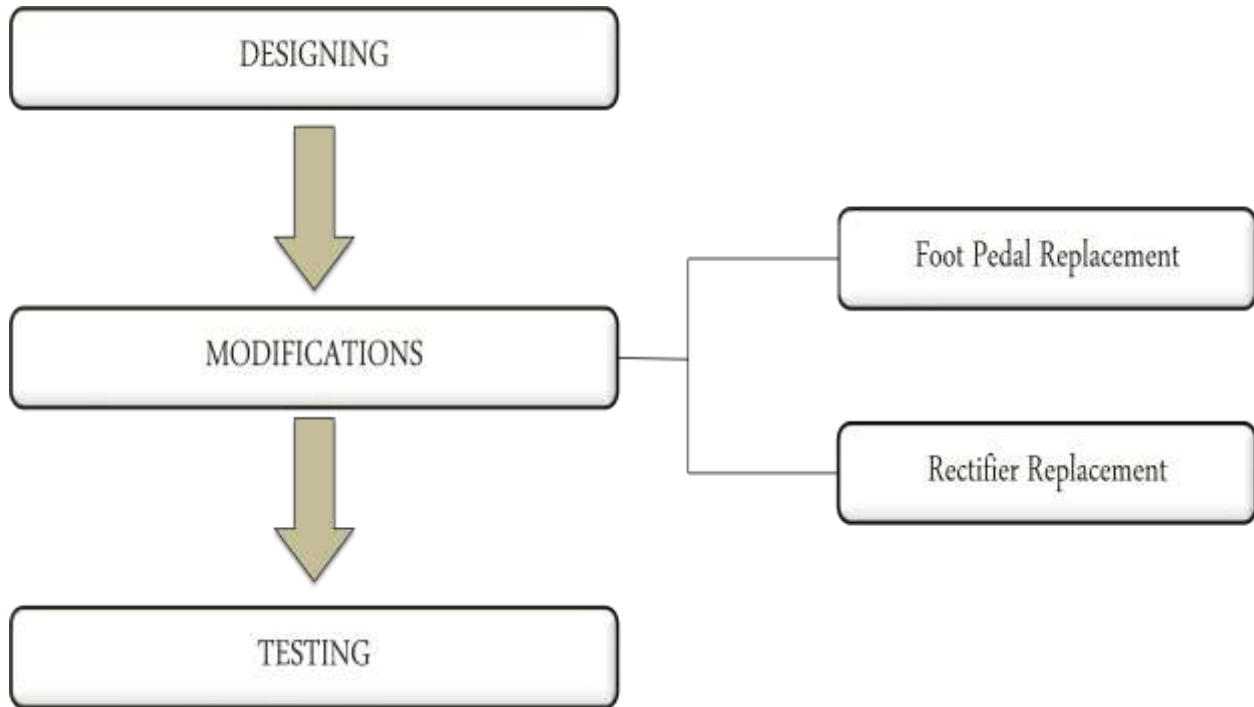 DESIGNING
Foot Pedal Replacement
MODIFICATIONS
Rectifier Replacement
TESTING